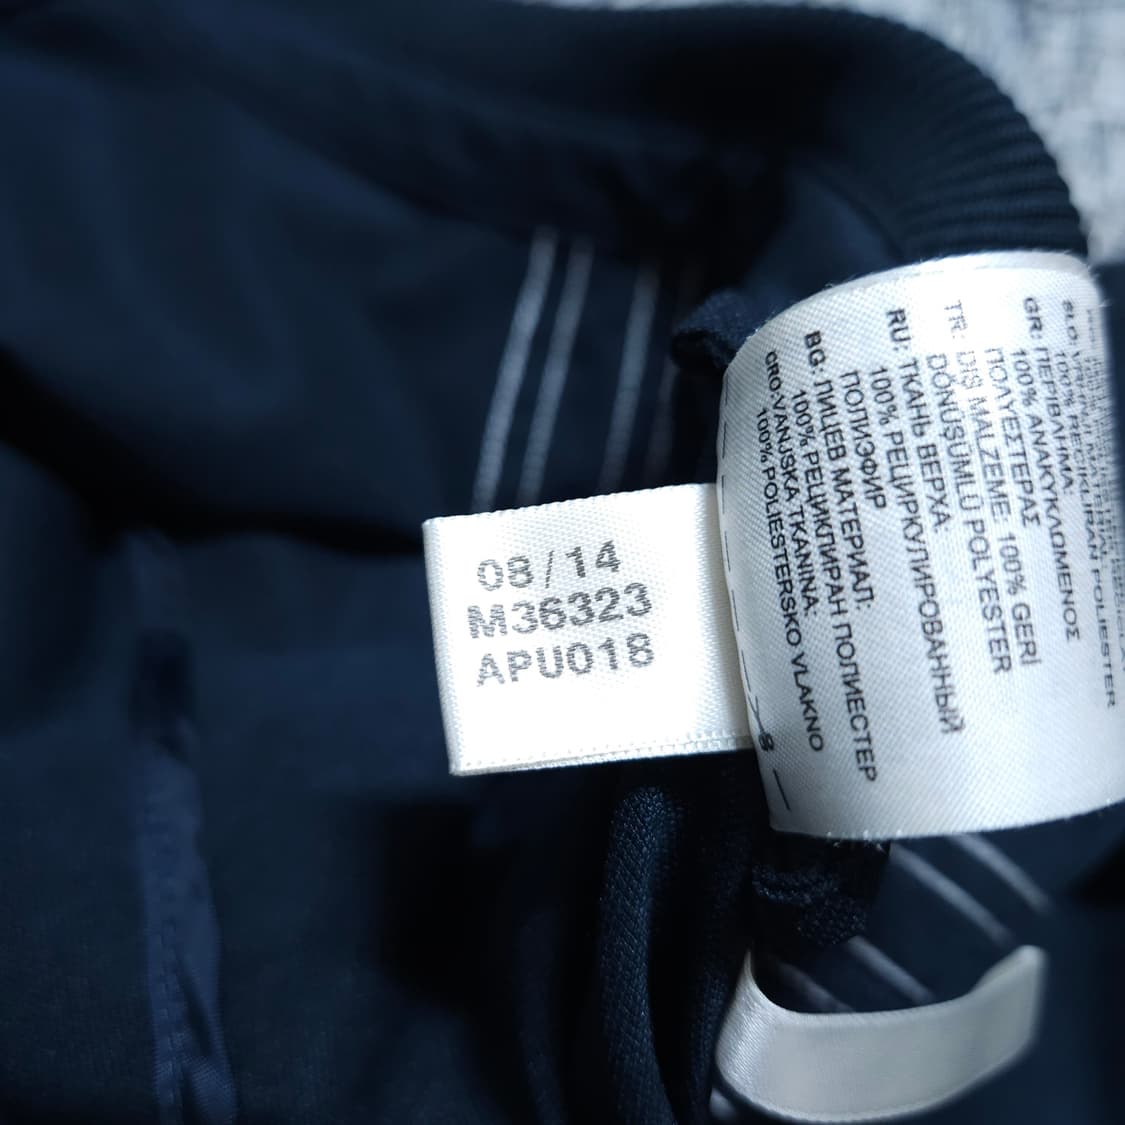 08/14
M36323
APU018
GR: ΠΕΡΙΒΛΗΜΑ:
100% ΑΝΑΚΥΚΛΩΜΕΝΟΣ
ΠΟΛΥΕΣΤΕΡΑΣ
TR: DIŞ MALZEME: 100% GERİ
DÖNÜŞÜMLÜ POLYESTER
RU: ТКАНЬ ВЕРХА
100% РЕЦИРКУЛИРОВАННЫЙ
ПОЛИЭФИР
BG: ЛИЦЕВ МАТЕРИАЛ:
100% РЕЦИКЛИРАН ПОЛИЕСТЕР
CRO:VANJSKA TKANINA:
100% POLIESTERSKO VLAKNO